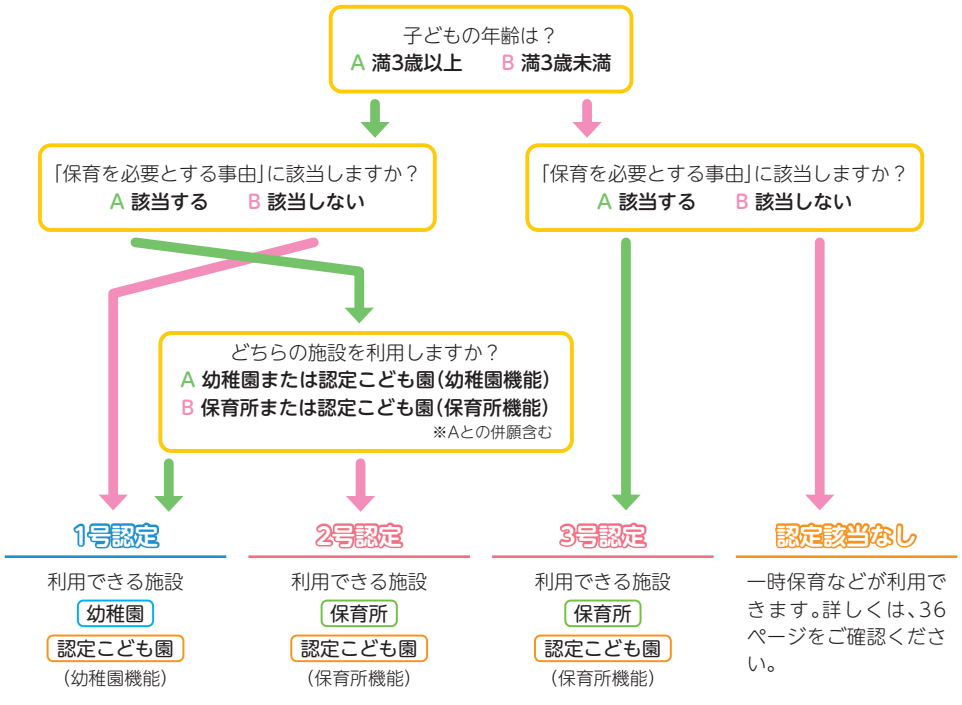 子どもの年齢は？
A 満3歳以上 B 満3歳未満
「保育を必要とする事由」に該当しますか？
A 該当する B 該当しない
「保育を必要とする事由」に該当しますか？
A 該当する B 該当しない
どちらの施設を利用しますか？
A 幼稚園または認定こども園（幼稚園機能）
B 保育所または認定こども園（保育所機能）
※Aとの併願含む
1号認定
利用できる施設
幼稚園
認定こども園
（幼稚園機能）
2号認定
利用できる施設
保育所
認定こども園
（保育所機能）
3号認定
利用できる施設
保育所
認定こども園
（保育所機能）
認定該当なし
一時保育などが利用で
きます。詳しくは、36
ページをご確認くださ
い。